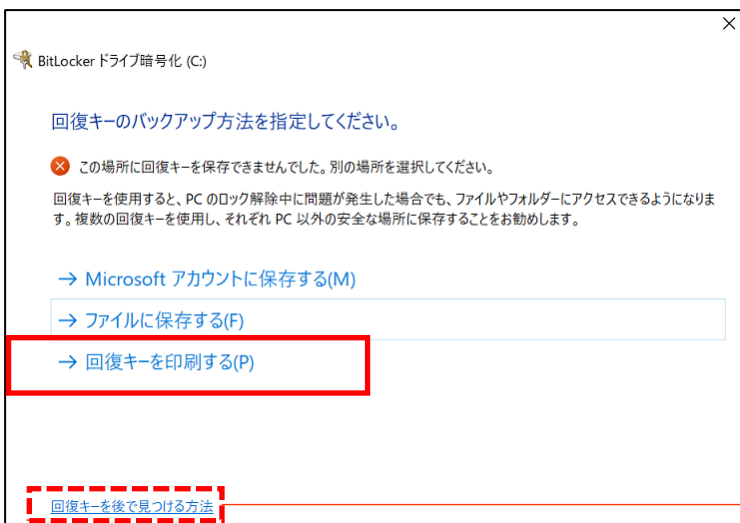 BitLocker ドライブ暗号化 (C:)
回復キーのバックアップ方法を指定してください。
この場所に回復キーを保存できませんでした。別の場所を選択してください。
回復キーを使用すると、PC のロック解除中に問題が発生した場合でも、ファイルやフォルダーにアクセスできるようになりま
す。複数の回復キーを使用し、それぞれ PC 以外の安全な場所に保存することをお勧めします。
→ Microsoft アカウントに保存する(M)
→ ファイルに保存する(F)
→ 回復キーを印刷する(P)
回復キーを後で見つける方法